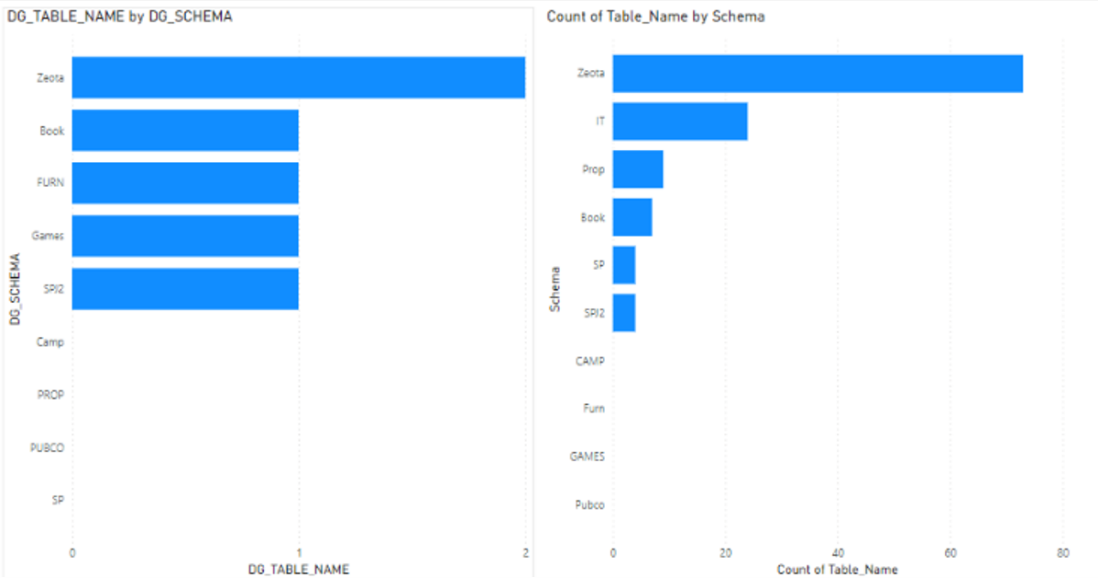 DG_TABLE_NAME by DG_SCHEMA
DG_SCHEMA
Zeota
Book
FURN
Games
SPJ2
Camp
PROP
PUBCO
SP
0 1 2
DG_TABLE_NAME
Count of Table_Name by Schema
Schema
Zeota
IT
Prop
Book
SP
SPJ2
CAMP
Furn
GAMES
Pubco
0 20 40 60 80
Count of Table_Name